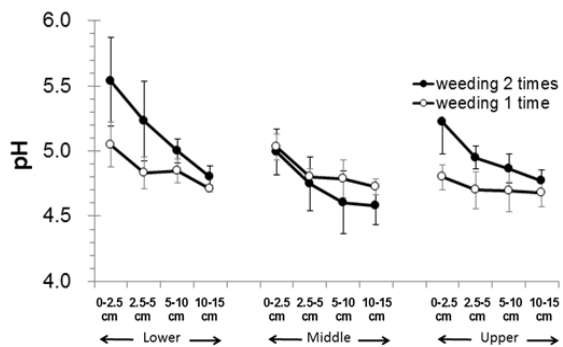 6.0
5.5
5.0
4.5
4.0
pH
weeding 2 times
weeding 1 time
0-2.5 cm
2.5-5 cm
5-10 cm
10-15 cm
0-2.5 cm
2.5-5 cm
5-10 cm
10-15 cm
0-2.5 cm
2.5-5 cm
5-10 cm
10-15 cm
Lower
Middle
Upper